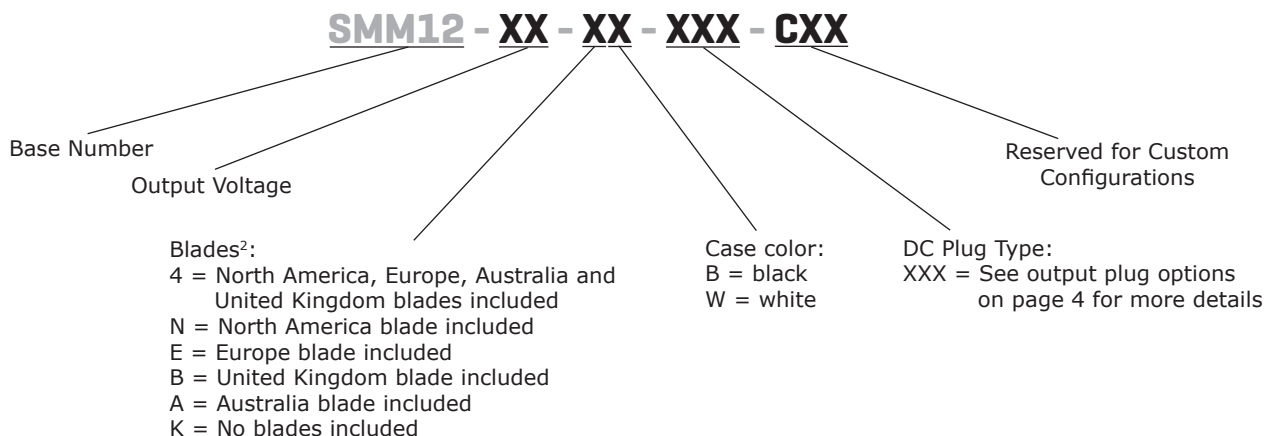 SMM12 - XX - XX - XXX - CXX
Base Number
Output Voltage
Reserved for Custom
Configurations
Blades²:
4 = North America, Europe, Australia and
United Kingdom blades included
N = North America blade included
E = Europe blade included
B = United Kingdom blade included
A = Australia blade included
K = No blades included
Case color:
B = black
W = white
DC Plug Type:
XXX = See output plug options
on page 4 for more details